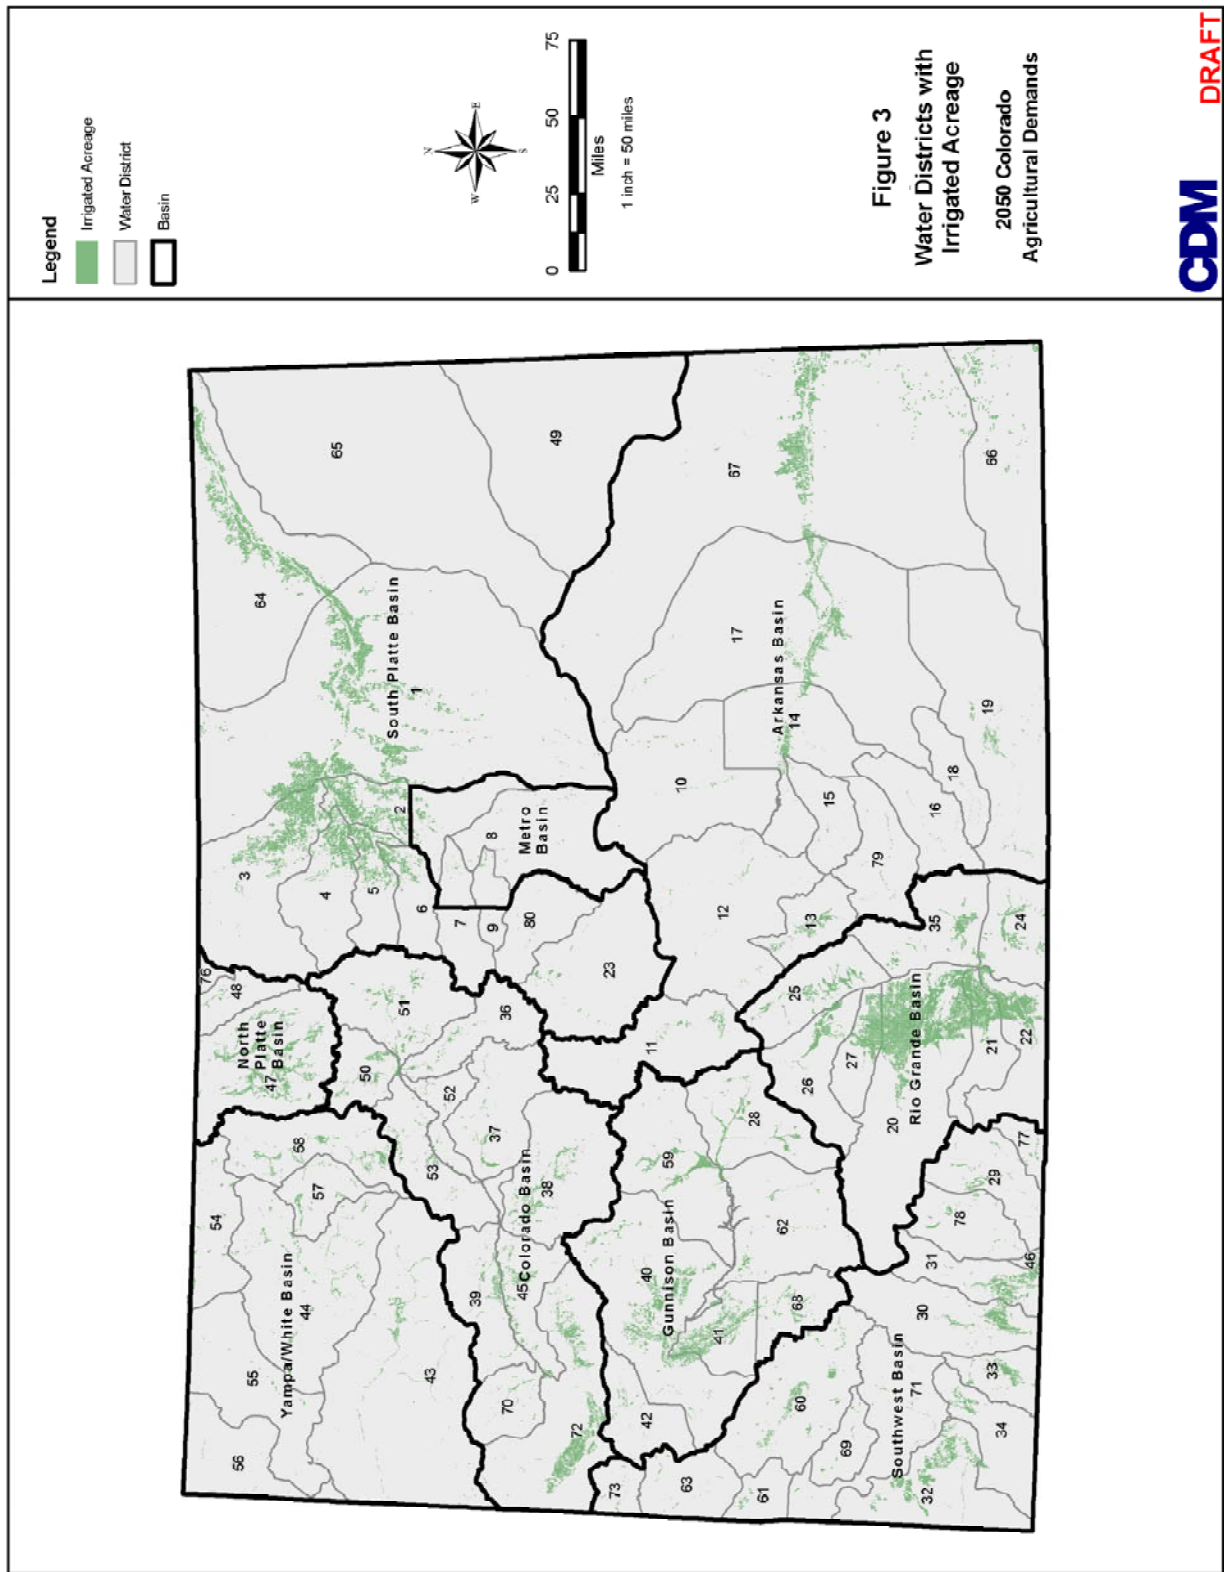 Legend
Irrigated Acreage
Water District
Basin
0 25 50 75
Miles
1 inch = 50 miles
N
W E
S
Figure 3
Water Districts with
Irrigated Acreage
2050 Colorado
Agricultural Demands
CDM
DRAFT
56
55
54
Yampa/White Basin
44
57
58
43
North
Platte
Basin
47
48
76
3
4
5
6
2
64
65
South Platte Basin
1
49
50
51
52
53
36
37
38
Colorado Basin
39
45
70
72
7
9
80
8
Metro
Basin
23
73
63
42
61
40
41
Gunnison Basin
59
28
62
68
11
12
13
10
14
Arkansas Basin
15
79
16
18
19
17
67
66
60
69
Southwest Basin
71
32
34
33
30
31
46
78
29
77
25
26
27
20
Rio Grande Basin
35
21
22
24